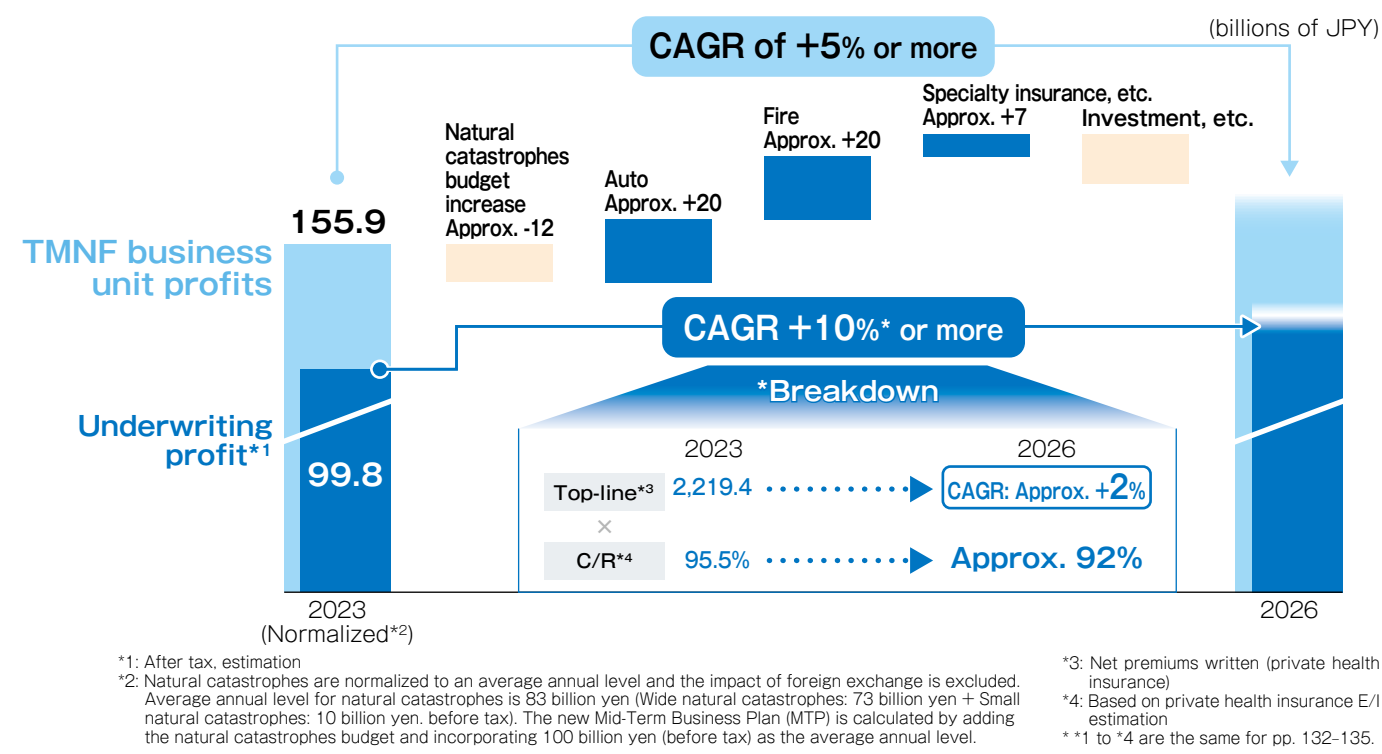 (billions of JPY)
CAGR of +5% or more
Natural
catastrophes
budget
increase
Approx. -12
Auto
Approx. +20
Fire
Approx. +20
Specialty insurance, etc.
Approx. +7
Investment, etc.
155.9
TMNF business
unit profits
CAGR +10%* or more
*Breakdown
Underwriting
profit*1
99.8
2023
2026
Top-line*3
2,219.4
CAGR: Approx. +2%
×
C/R*4
95.5%
Approx. 92%
2023
(Normalized*2)
2026
*1: After tax, estimation
*2: Natural catastrophes are normalized to an average annual level and the impact of foreign exchange is excluded.
Average annual level for natural catastrophes is 83 billion yen (Wide natural catastrophes: 73 billion yen + Small
natural catastrophes: 10 billion yen. before tax). The new Mid-Term Business Plan (MTP) is calculated by adding
the natural catastrophes budget and incorporating 100 billion yen (before tax) as the average annual level.
*3: Net premiums written (private health
insurance)
*4: Based on private health insurance E/I
estimation
* *1 to *4 are the same for pp. 132–135.